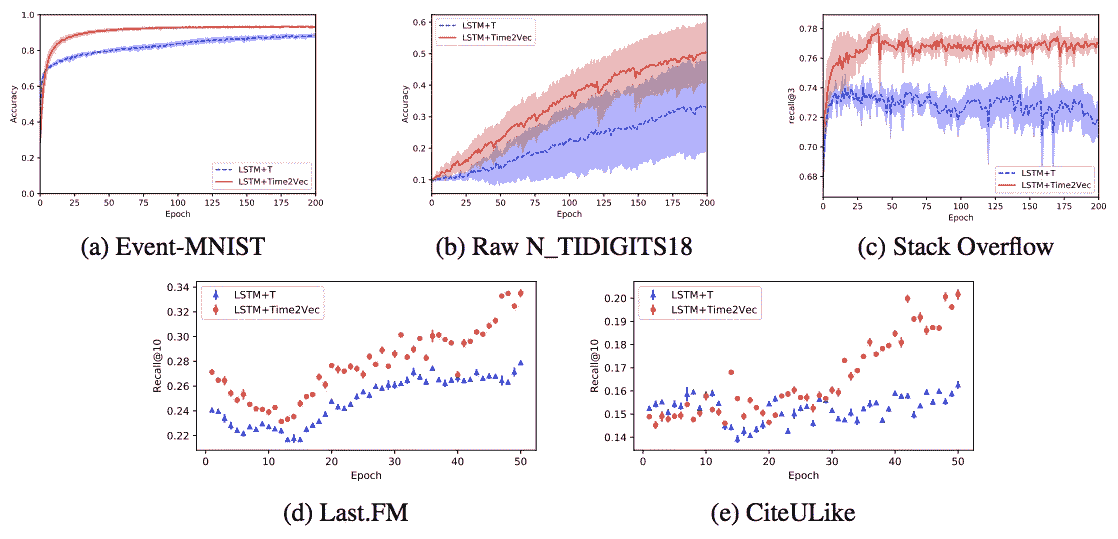 1.0
0.8
0.6
0.4
0.2
0.0
Accuracy
LSTM+T
LSTM+Time2Vec
0 25 50 75 100 125 150 175 200
Epoch
(a) Event-MNIST
0.6
0.5
0.4
0.3
0.2
0.1
Accuracy
LSTM+T
LSTM+Time2Vec
0 25 50 75 100 125 150 175 200
Epoch
(b) Raw N_TIDIGITS18
0.78
0.76
0.74
0.72
0.70
0.68
recall@3
LSTM+T
LSTM+Time2Vec
0 25 50 75 100 125 150 175 200
Epoch
(c) Stack Overflow
0.34
0.32
0.30
0.28
0.26
0.24
0.22
Recall@10
LSTM+T
LSTM+Time2Vec
0 10 20 30 40 50
Epoch
(d) Last.FM
0.20
0.19
0.18
0.17
0.16
0.15
0.14
Recall@10
LSTM+T
LSTM+Time2Vec
0 10 20 30 40 50
Epoch
(e) CiteULike